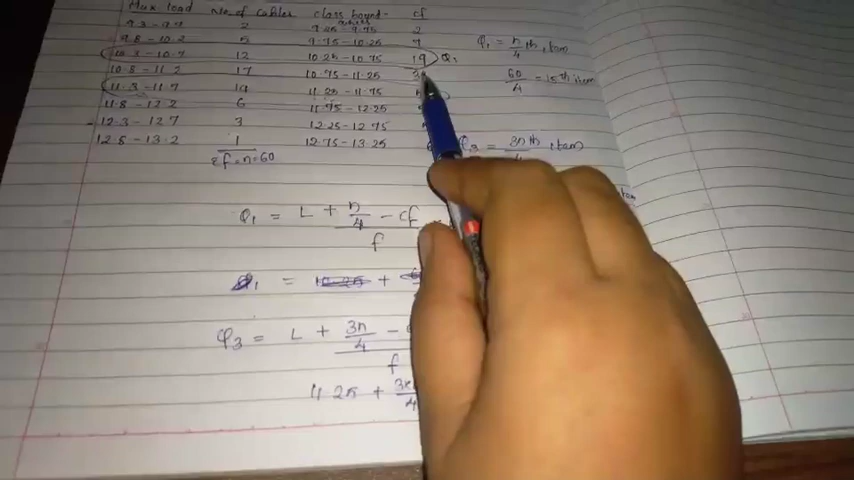 Max load no. of cables class bound- cf
aries
9.3 - 9.7 2 9.25 - 9.75 2
9.8 - 10.2 5 9.75 - 10.25 7
10.3 - 10.7 12 10.25 - 10.75 19 Q1
10.8 - 11.2 17 10.75 - 11.25
11.3 - 11.7 14 11.25 - 11.75
11.8 - 12.2 6 11.75 - 12.25
12.3 - 12.7 3 12.25 - 12.75
12.8 - 13.2 1 12.75 - 13.25
Σf = n = 60
Q1 = n/4 th item
60/4 = 15th item
Q3 = 3n th item
Q1 = L + n/4 - cf
f
Q1 = 10.25 +
Q3 = L + 3n/4 -
f
11.25 +